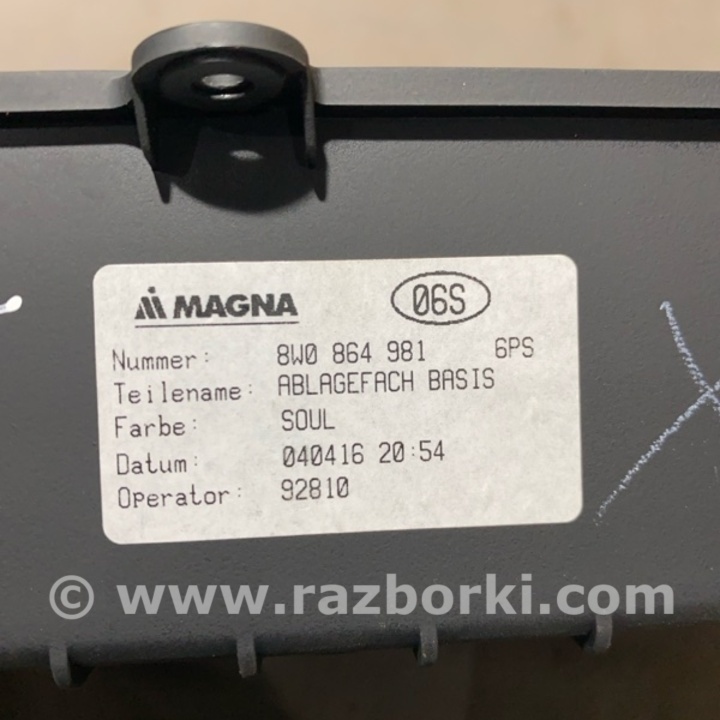 MAGNA 06S
Nummer: 8W0 864 981 6PS
Teilename: ABLAGEFACH BASIS
Farbe: SOUL
Datum: 040416 20:54
Operator: 92810
© www.razborki.com